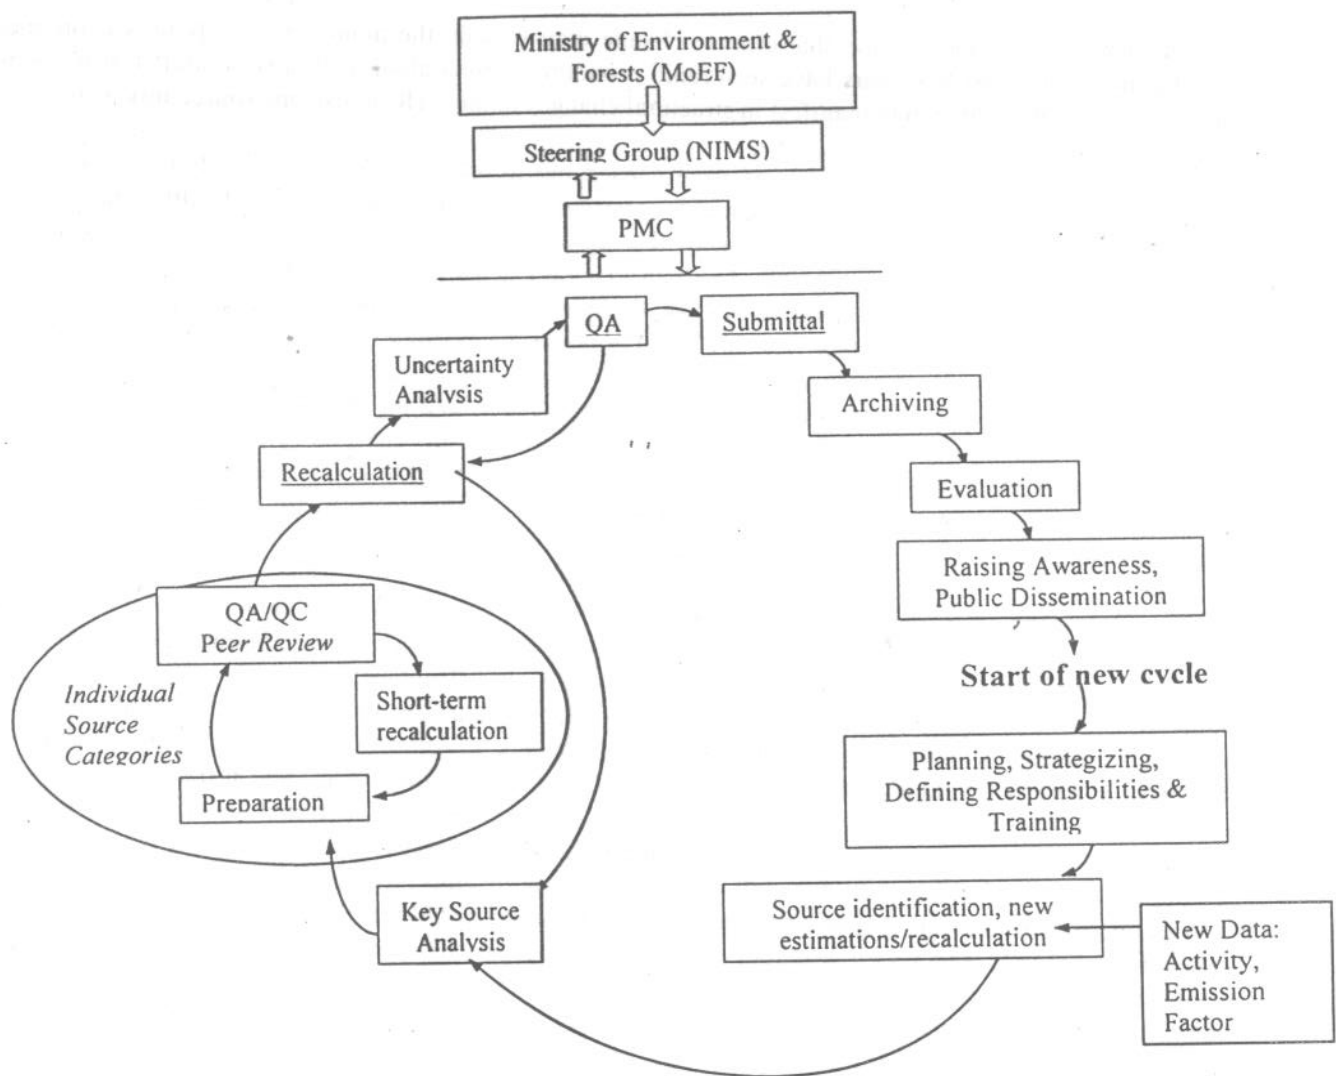 Ministry of Environment &
Forests (MoEF)
Steering Group (NIMS)
PMC
QA
Submittal
Uncertainty
Analysis
Archiving
Recalculation
Evaluation
Raising Awareness,
Public Dissemination
QA/QC
Peer Review
Start of new cycle
Individual
Source
Categories
Short-term
recalculation
Preparation
Planning, Strategizing,
Defining Responsibilities &
Training
Key Source
Analysis
Source identification, new
estimations/recalculation
New Data:
Activity,
Emission
Factor